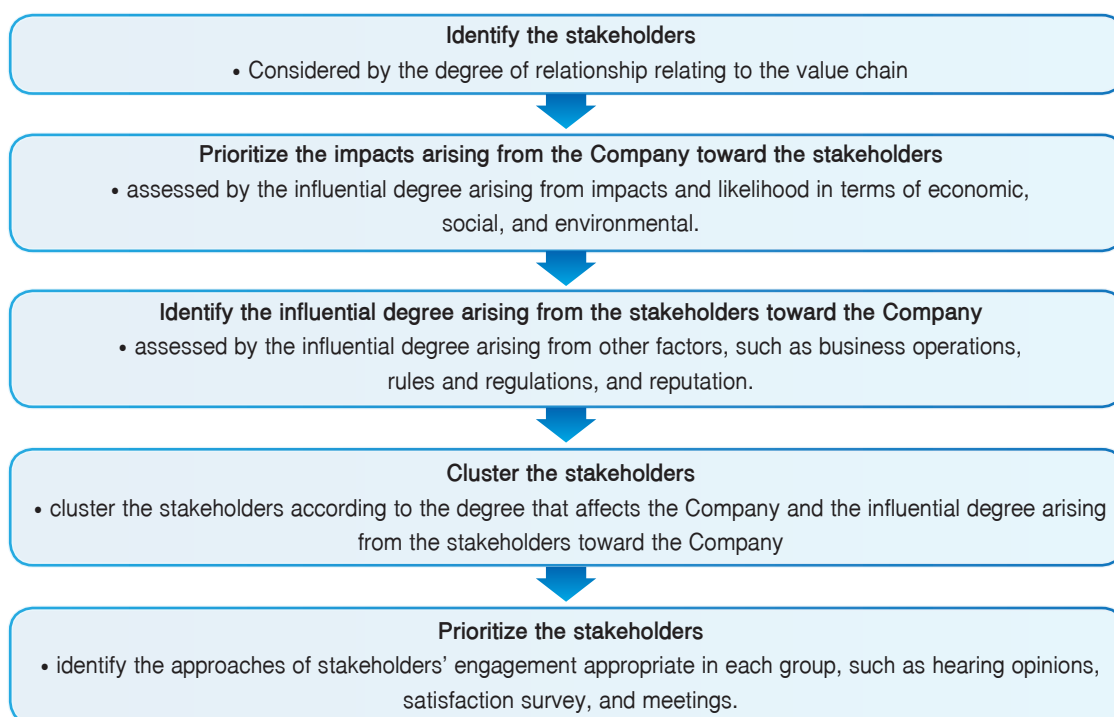 Identify the stakeholders
• Considered by the degree of relationship relating to the value chain
Prioritize the impacts arising from the Company toward the stakeholders
• assessed by the influential degree arising from impacts and likelihood in terms of economic,
social, and environmental.
Identify the influential degree arising from the stakeholders toward the Company
• assessed by the influential degree arising from other factors, such as business operations,
rules and regulations, and reputation.
Cluster the stakeholders
• cluster the stakeholders according to the degree that affects the Company and the influential degree arising
from the stakeholders toward the Company
Prioritize the stakeholders
• identify the approaches of stakeholders’ engagement appropriate in each group, such as hearing opinions,
satisfaction survey, and meetings.